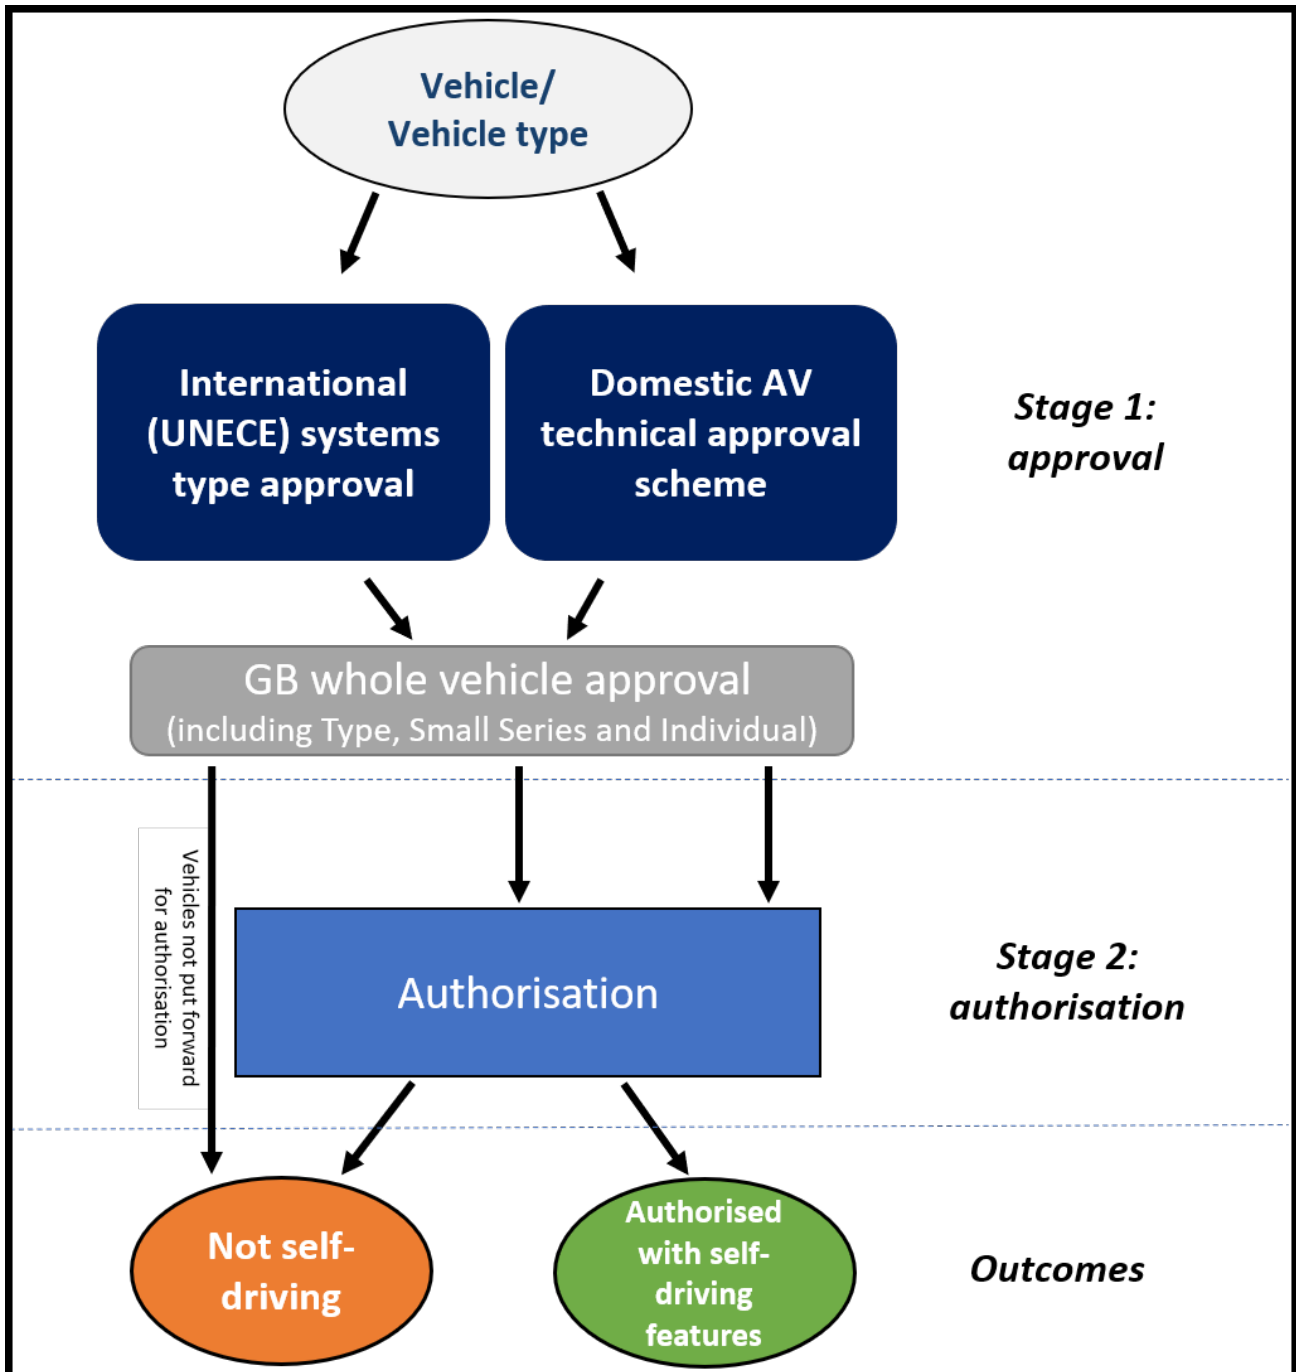 Vehicle/
Vehicle type
International
(UNECE) systems
type approval
Domestic AV
technical approval
scheme
Stage 1:
approval
GB whole vehicle approval
(including Type, Small Series and Individual)
Vehicles not put forward
for authorisation
Authorisation
Stage 2:
authorisation
Not self-
driving
Authorised
with self-
driving
features
Outcomes